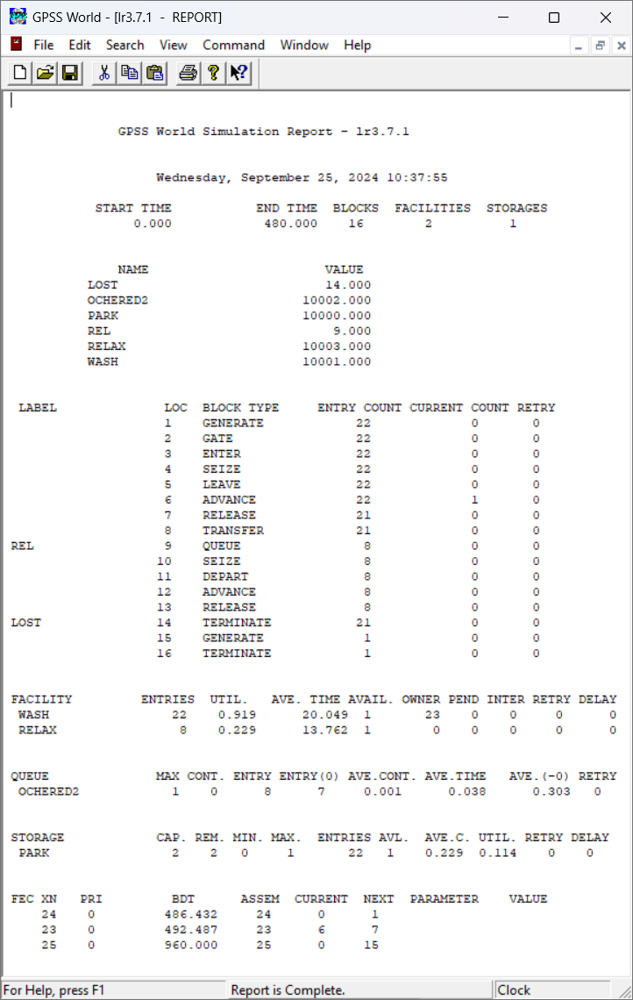 GPSS World - [lr3.7.1 - REPORT]
File Edit Search View Command Window Help
GPSS World Simulation Report - lr3.7.1
Wednesday, September 25, 2024 10:37:55
START TIME END TIME BLOCKS FACILITIES STORAGES
0.000 480.000 16 2 1
NAME VALUE
LOST 14.000
OCHERED2 10002.000
PARK 10000.000
REL 9.000
RELAX 10003.000
WASH 10001.000
LABEL LOC BLOCK TYPE ENTRY COUNT CURRENT COUNT RETRY
1 GENERATE 22 0 0
2 GATE 22 0 0
3 ENTER 22 0 0
4 SEIZE 22 0 0
5 LEAVE 22 0 0
6 ADVANCE 22 1 0
7 RELEASE 21 0 0
8 TRANSFER 21 0 0
REL 9 QUEUE 8 0 0
10 SEIZE 8 0 0
11 DEPART 8 0 0
12 ADVANCE 8 0 0
13 RELEASE 8 0 0
LOST 14 TERMINATE 21 0 0
15 GENERATE 1 0 0
16 TERMINATE 1 0 0
FACILITY ENTRIES UTIL. AVE. TIME AVAIL. OWNER PEND INTER RETRY DELAY
WASH 22 0.919 20.049 1 23 0 0 0 0
RELAX 8 0.229 13.762 1 0 0 0 0 0
QUEUE MAX CONT. ENTRY ENTRY(0) AVE.CONT. AVE.TIME AVE.(-0) RETRY
OCHERED2 1 0 8 7 0.001 0.038 0.303 0
STORAGE CAP. REM. MIN. MAX. ENTRIES AVL. AVE.C. UTIL. RETRY DELAY
PARK 2 2 0 1 22 1 0.229 0.114 0 0
FEC XN PRI BDT ASSEM CURRENT NEXT PARAMETER VALUE
24 0 486.432 24 0 1
23 0 492.487 23 6 7
25 0 960.000 25 0 15
For Help, press F1 Report is Complete. Clock